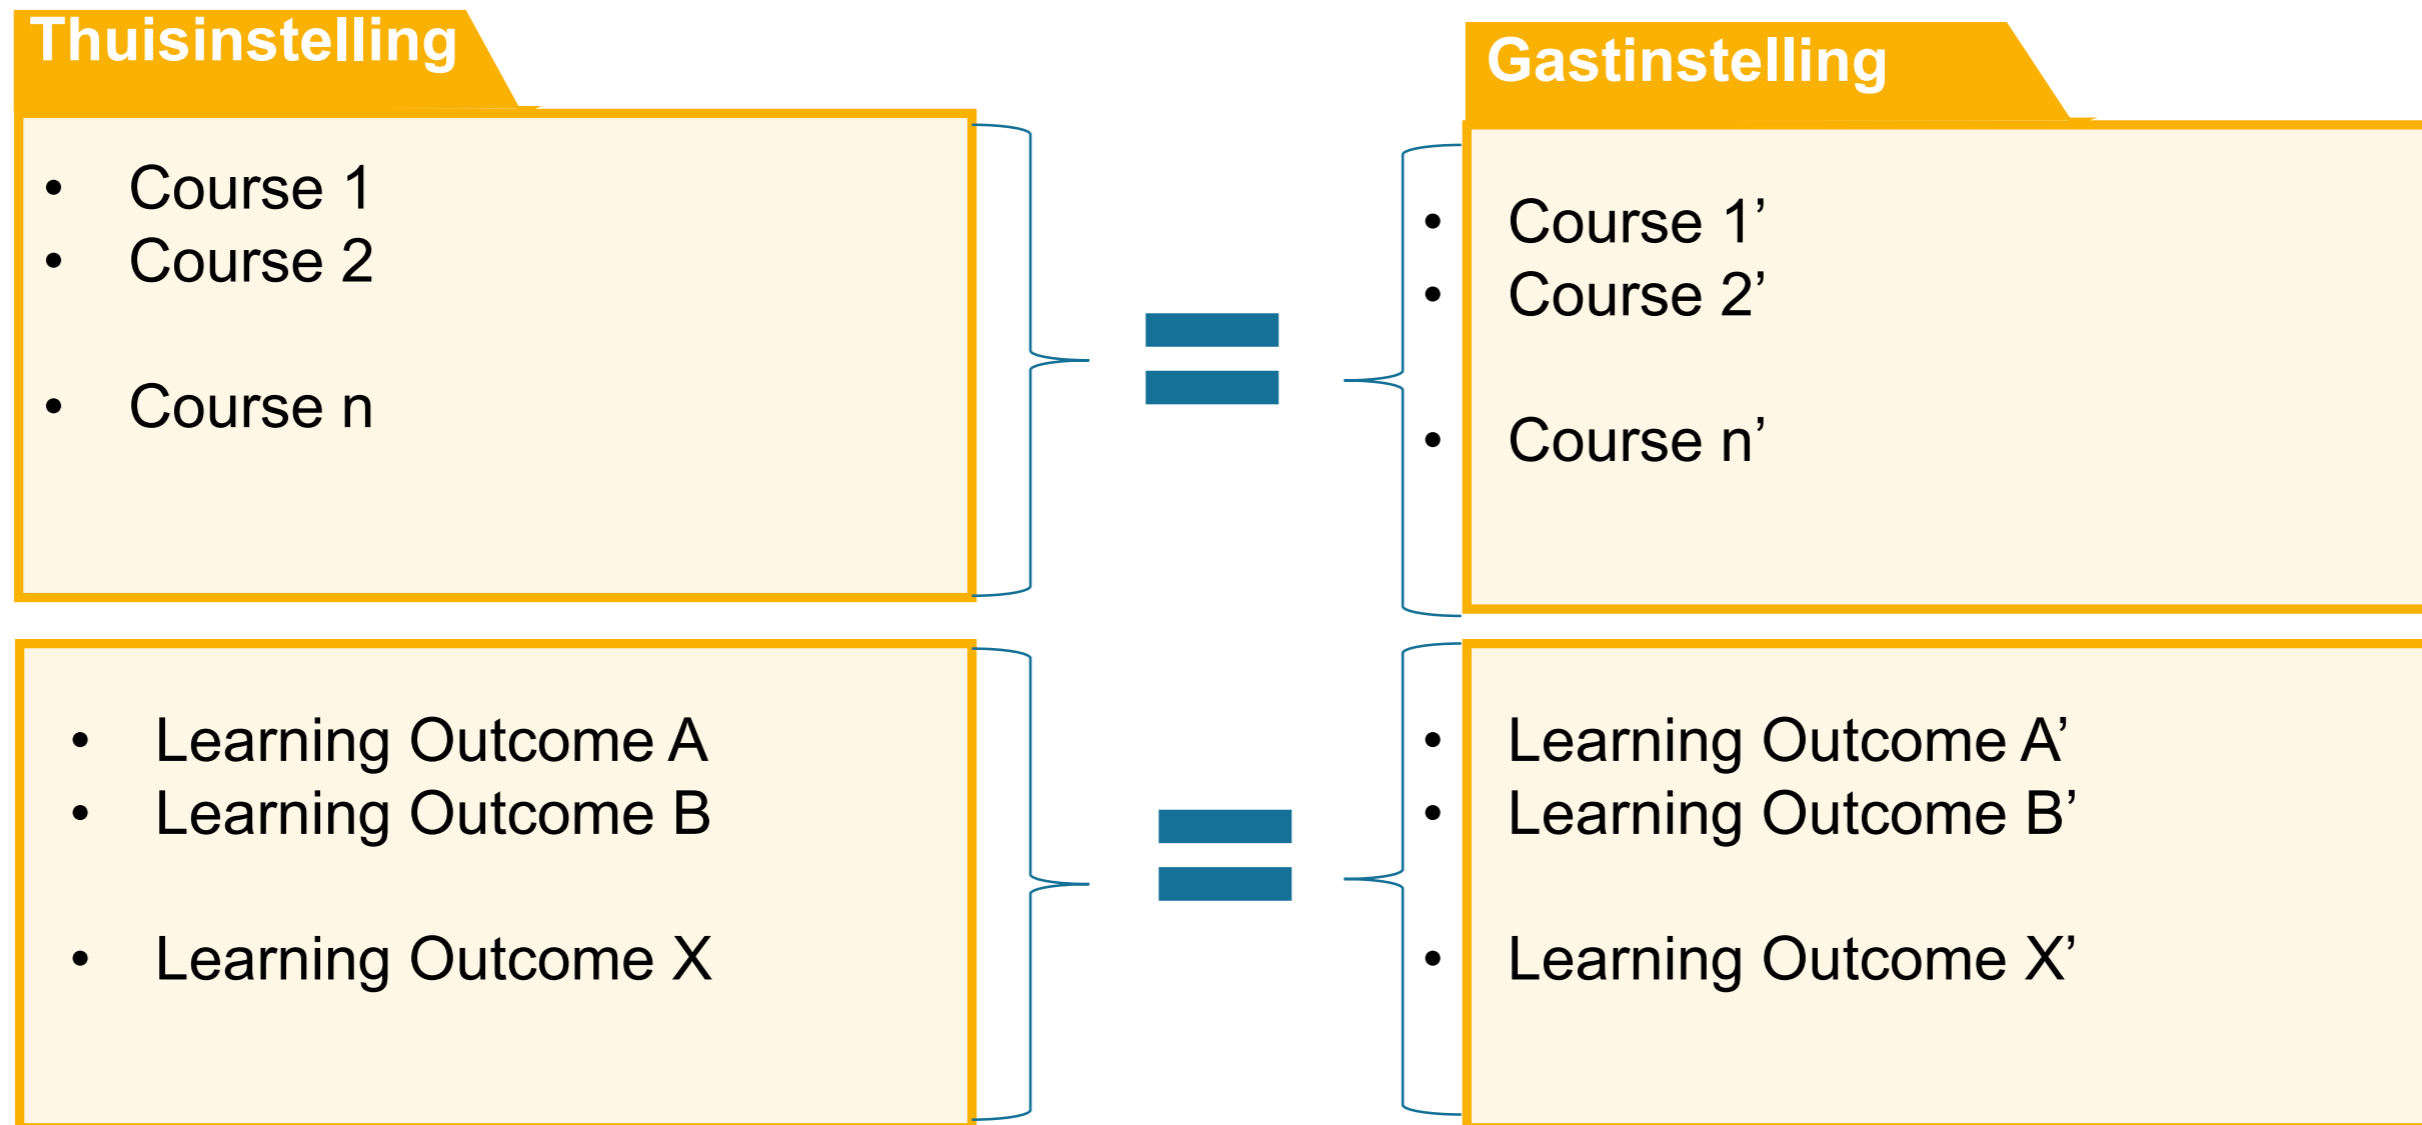 Thuisinstelling
• Course 1
• Course 2
• Course n
Gastinstelling
• Course 1’
• Course 2’
• Course n’
• Learning Outcome A
• Learning Outcome B
• Learning Outcome X
• Learning Outcome A’
• Learning Outcome B’
• Learning Outcome X’